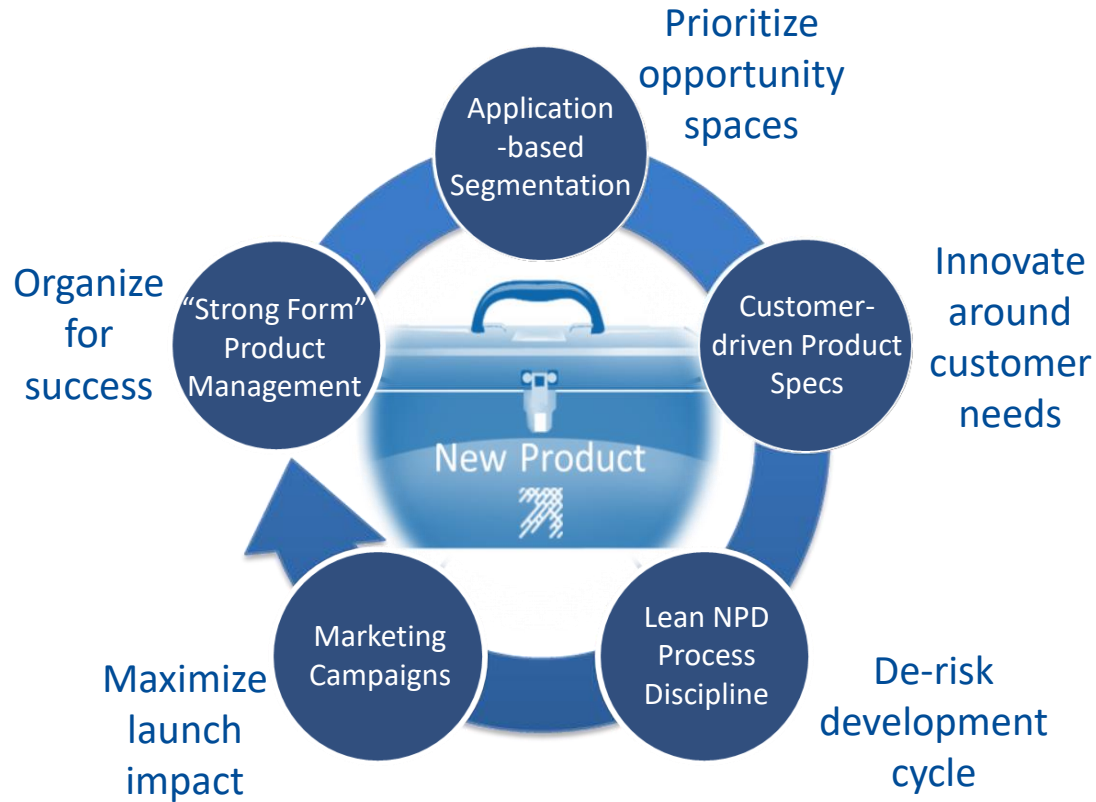 Prioritize
opportunity
spaces
Application
-based
Segmentation
Innovate
around
customer
needs
Customer-
driven Product
Specs
Organize
for
success
“Strong Form”
Product
Management
New Product
Lean NPD
Process
Discipline
De-risk
development
cycle
Marketing
Campaigns
Maximize
launch
impact